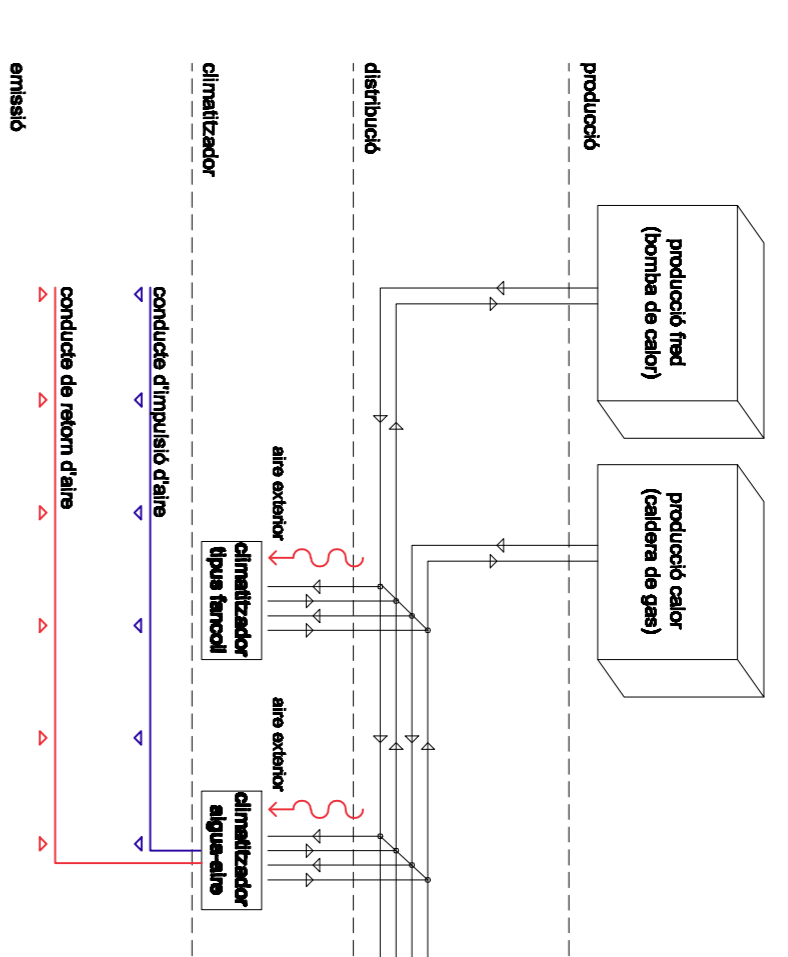 producció
producció fred
(bomba de calor)
producció calor
(caldera de gas)
distribució
climatitzador
aire exterior
climatitzador
tipus fancoil
aire exterior
climatitzador
aigua-aire
conducte d'impulsió d'aire
conducte de retorn d'aire
emissió